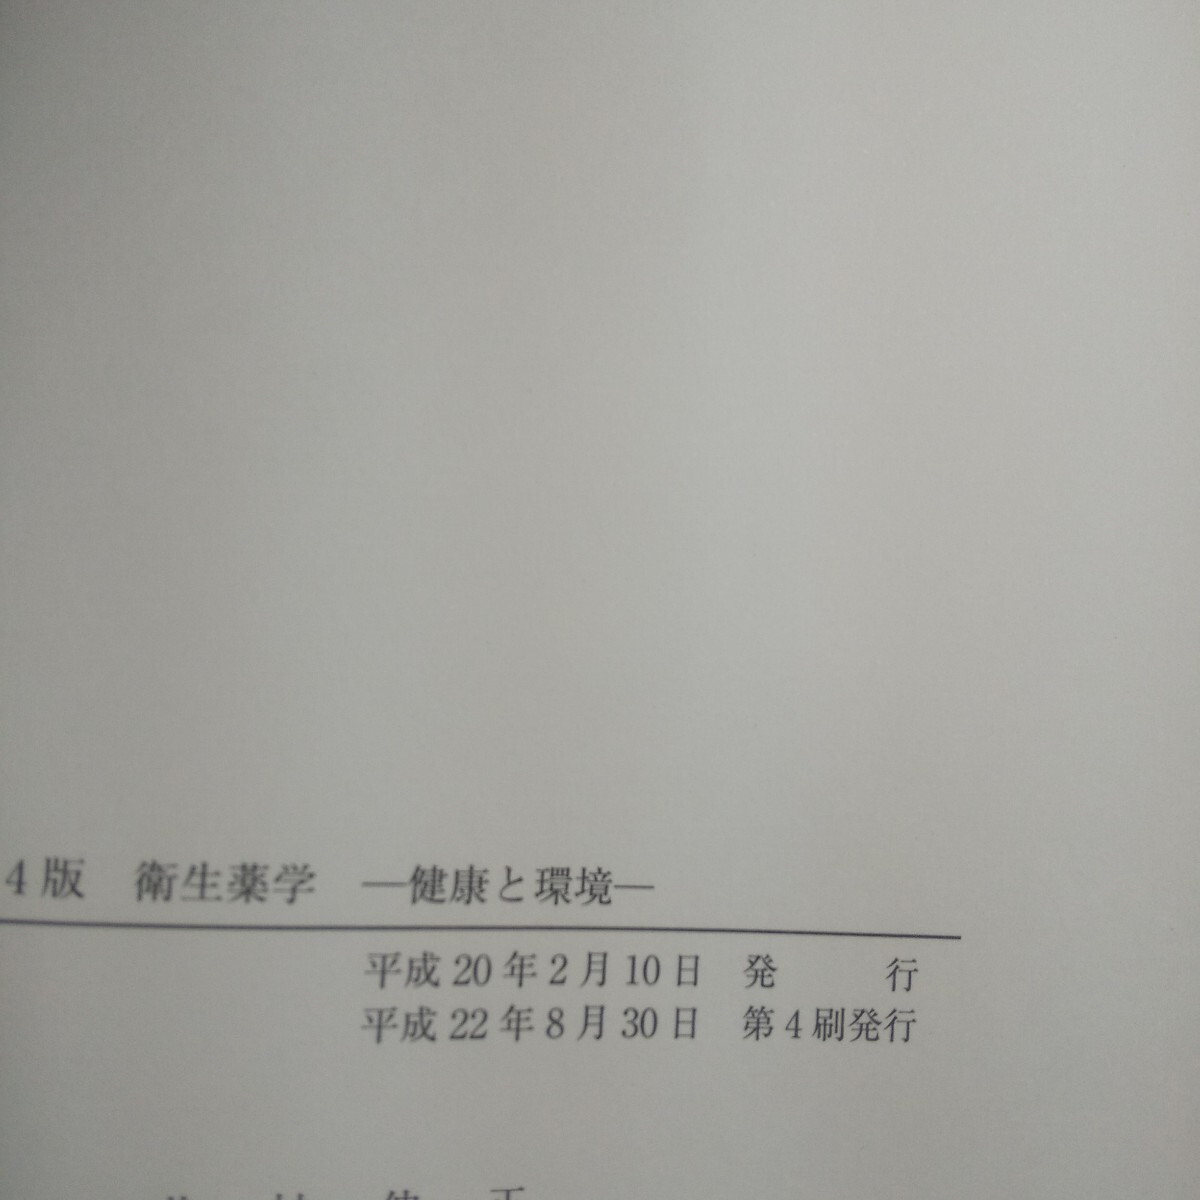 4版 衛生薬学 ―健康と環境―
平成20年2月10日 発 行
平成22年8月30日 第4刷発行